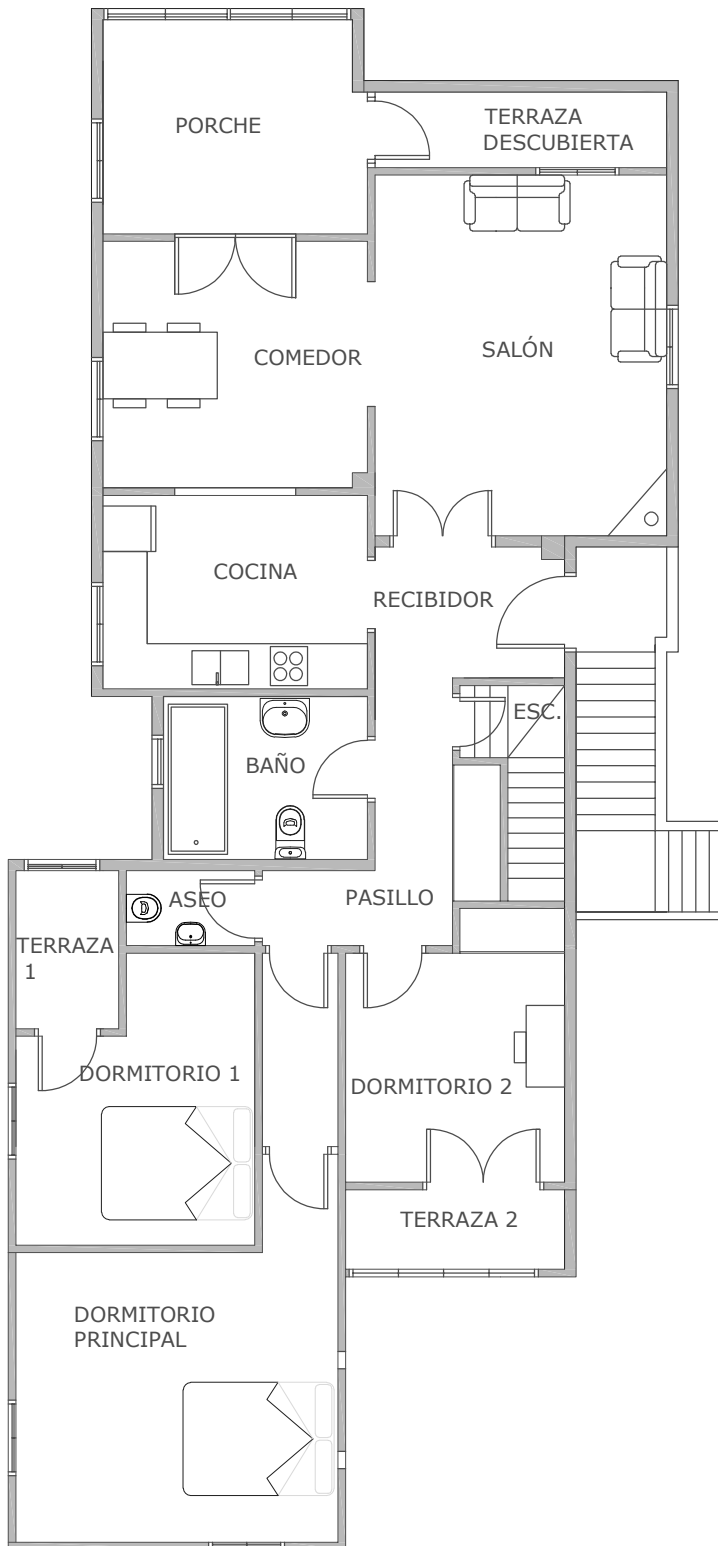 PORCHE
TERRAZA
DESCUBIERTA
COMEDOR
SALÓN
COCINA
RECIBIDOR
ESC.
BAÑO
ASEO
PASILLO
TERRAZA
1
DORMITORIO 1
DORMITORIO 2
TERRAZA 2
DORMITORIO
PRINCIPAL